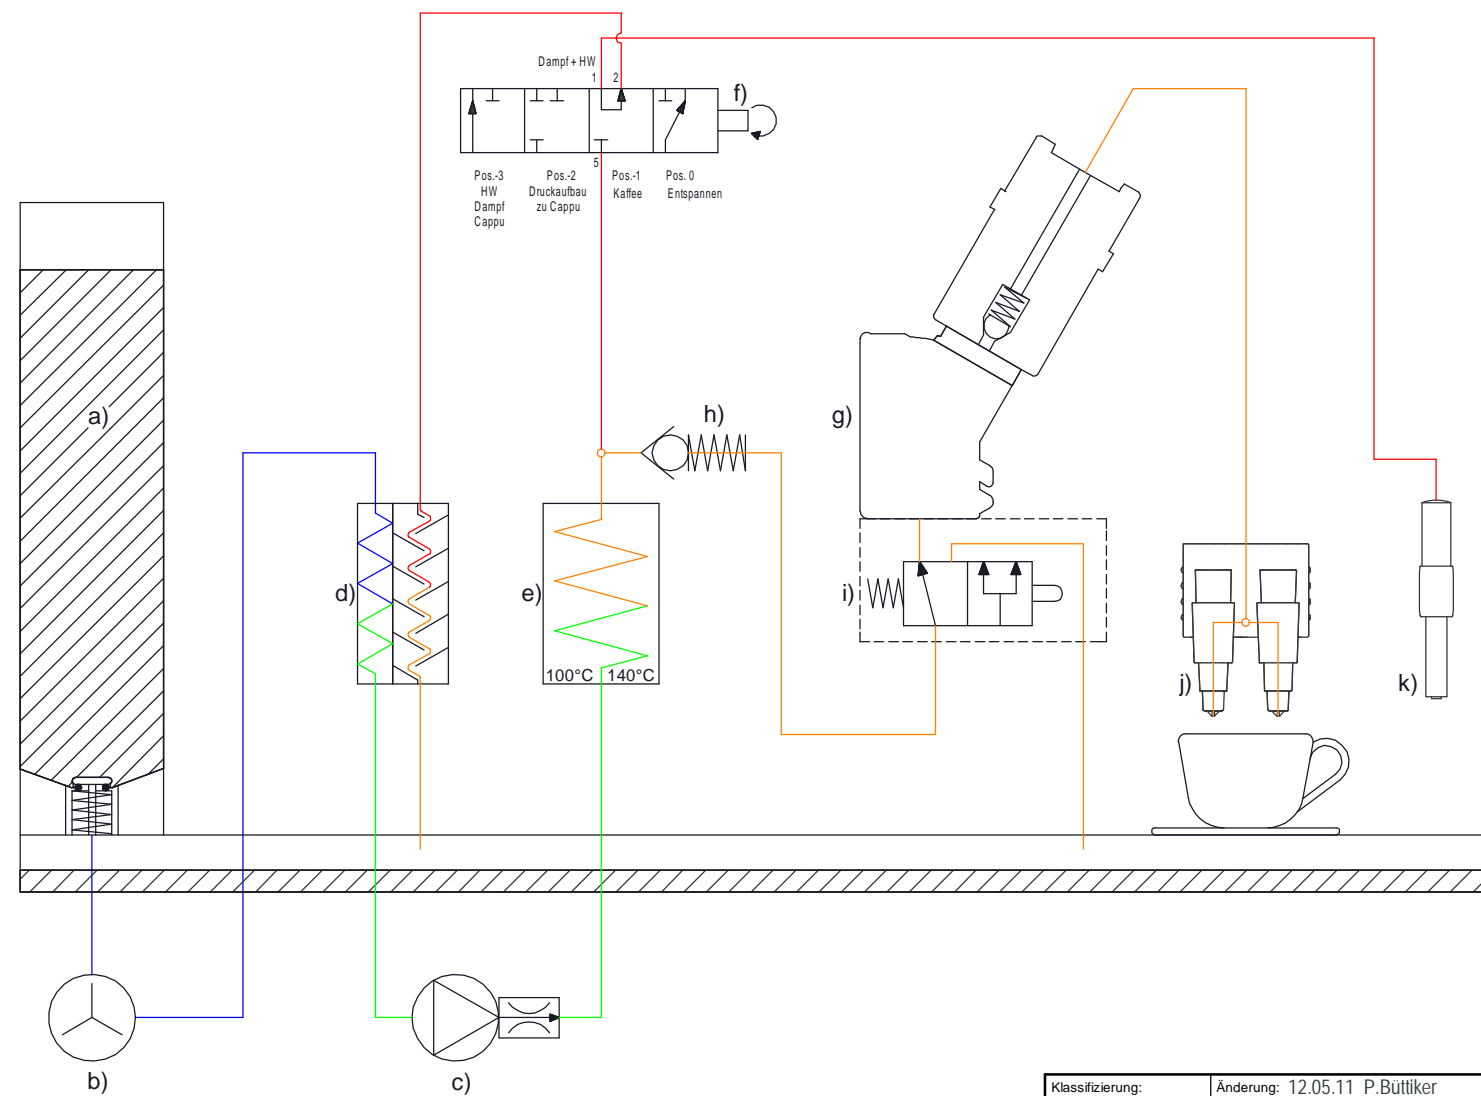 Dampf + HW
1 2
f)
5
Pos.-3
HW
Dampf
Cappu
Pos.-2
Druckaufbau
zu Cappu
Pos.-1
Kaffee
Pos. 0
Entspannen
a)
g)
h)
d)
e)
100°C 140°C
i)
j)
k)
b)
c)
Klassifizierung:
Änderung: 12.05.11 P.Büttiker